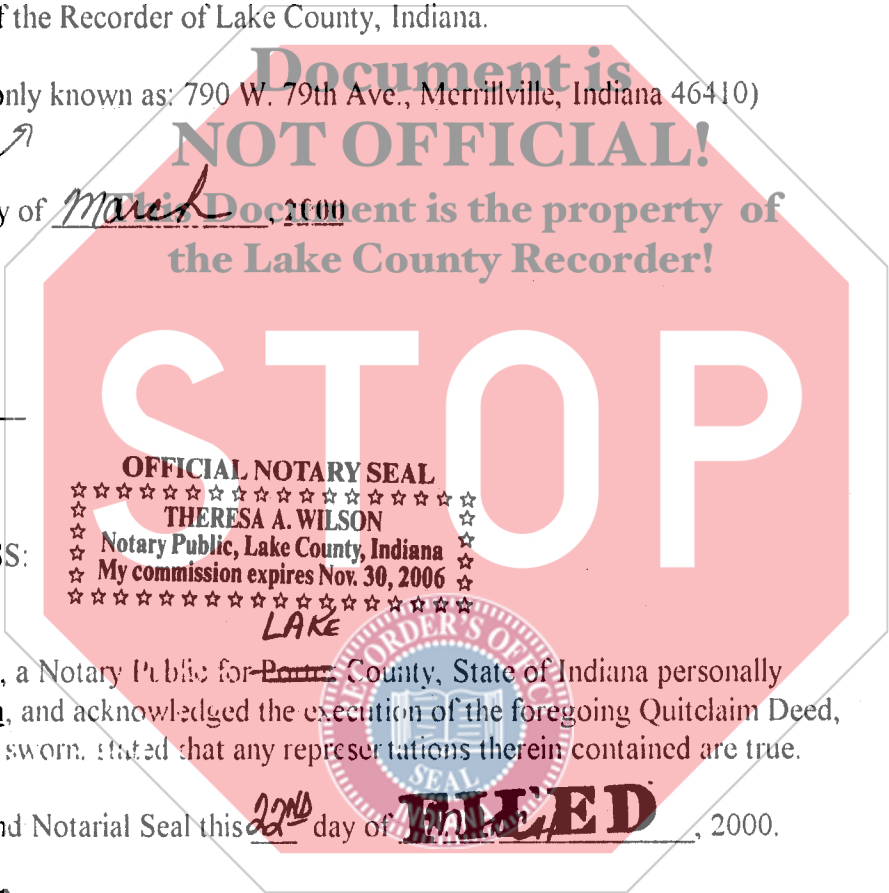 f the Recorder of Lake County, Indiana.
Document is
only known as: 790 W. 79th Ave., Merrillville, Indiana 46410)
NOT OFFICIAL!
y of March, 2000
This Document is the property of
the Lake County Recorder!
STOP
OFFICIAL NOTARY SEAL
THERESA A. WILSON
Notary Public, Lake County, Indiana
SS:
My commission expires Nov. 30, 2006
LAKE
RECORDER'S OFFICE
, a Notary Public for Porter County, State of Indiana personally
, and acknowledged the execution of the foregoing Quitclaim Deed,
sworn, stated that any representations therein contained are true.
SEAL
nd Notarial Seal this 22ND day of , 2000.
FILED